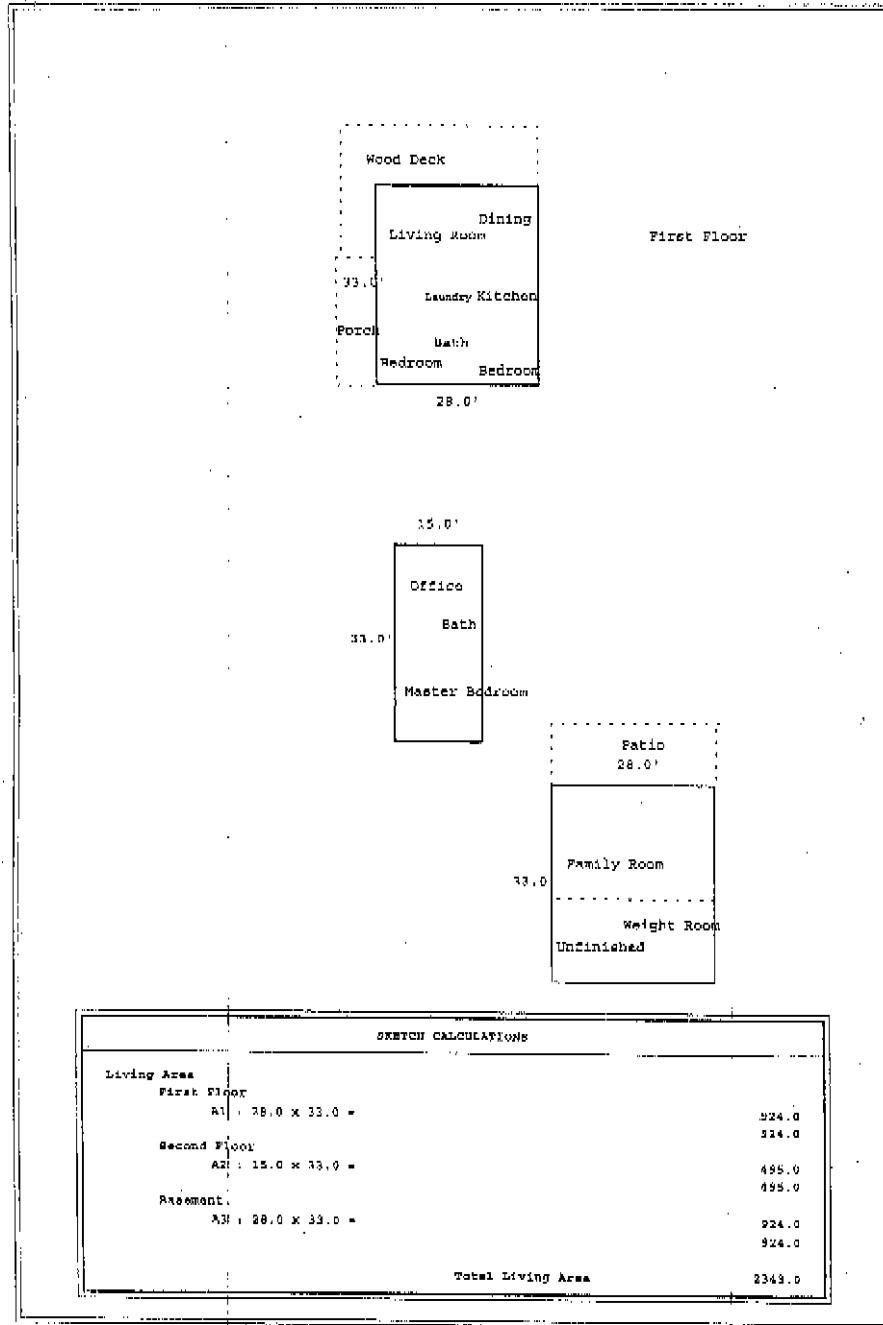 Wood Deck
Dining
Living Room
First Floor
33.0'
Laundry Kitchen
Porch
Bath
Bedroom
Bedroom
28.0'
15.0'
Office
Bath
33.0'
Master Bedroom
Patio
28.0'
Family Room
33.0
Weight Room
Unfinished
SKETCH CALCULATIONS
Living Area
First Floor
A1 : 28.0 x 33.0 = 924.0
924.0
Second Floor
A2 : 15.0 x 33.0 = 495.0
495.0
Basement
A3 : 28.0 x 33.0 = 924.0
924.0
Total Living Area 2343.0